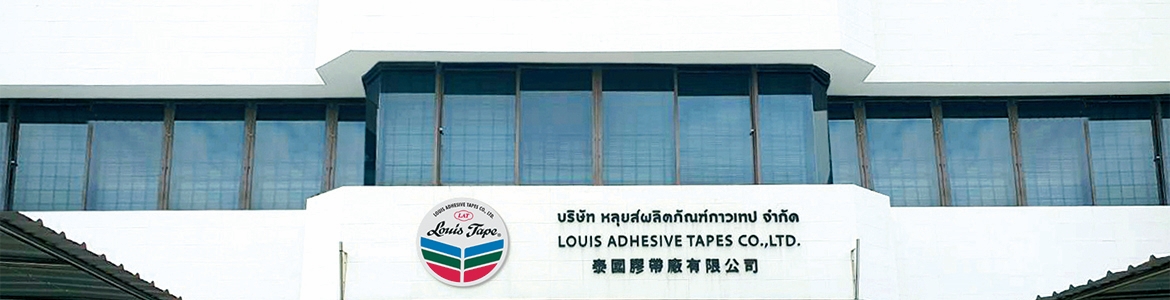 LOUIS ADHESIVE TAPES CO., LTD.
LAT
Louis Tape®
บริษัท หลุยส์ผลิตภัณฑ์กาวเทป จำกัด
LOUIS ADHESIVE TAPES CO.,LTD.
泰國膠帶廠有限公司